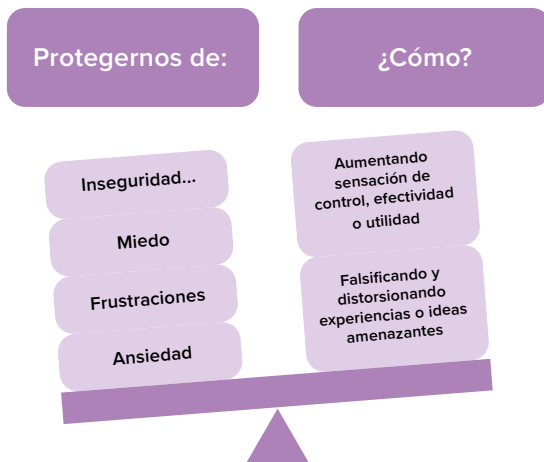 Protegernos de:
¿Cómo?
Inseguridad...
Miedo
Frustraciones
Ansiedad
Aumentando
sensación de
control, efectividad
o utilidad
Falsificando y
distorsionando
experiencias o ideas
amenazantes